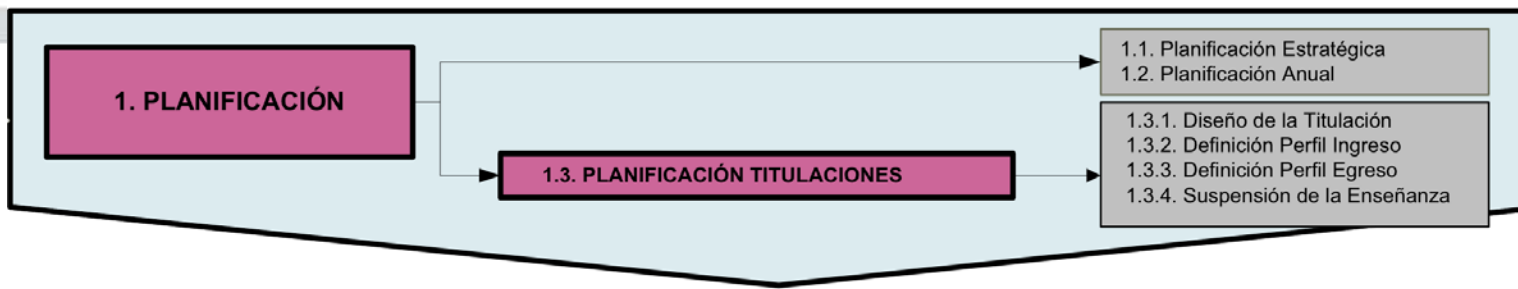 1. PLANIFICACIÓN
1.1. Planificación Estratégica
1.2. Planificación Anual
1.3. PLANIFICACIÓN TITULACIONES
1.3.1. Diseño de la Titulación
1.3.2. Definición Perfil Ingreso
1.3.3. Definición Perfil Egreso
1.3.4. Suspensión de la Enseñanza